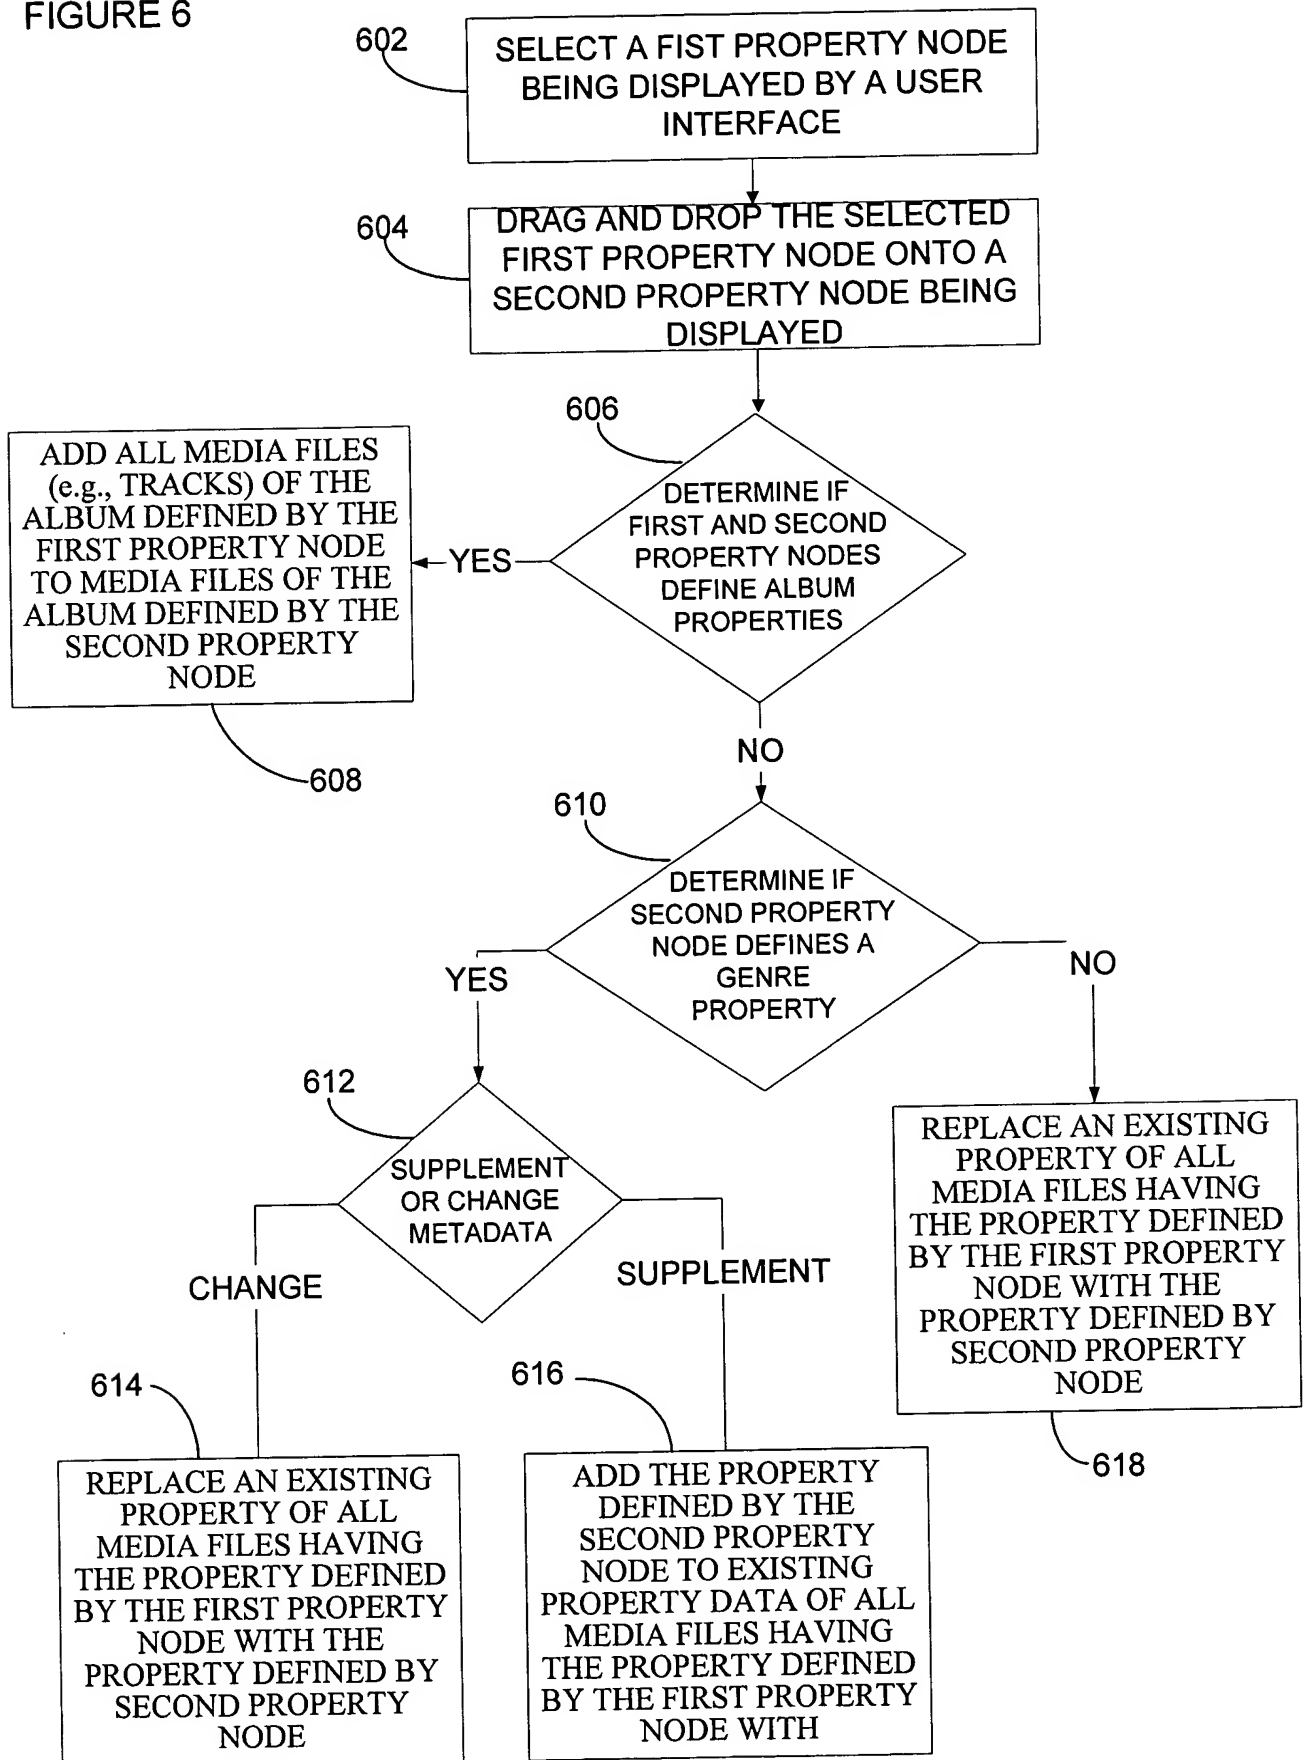 FIGURE 6
602
SELECT A FIST PROPERTY NODE
BEING DISPLAYED BY A USER
INTERFACE
604
DRAG AND DROP THE SELECTED
FIRST PROPERTY NODE ONTO A
SECOND PROPERTY NODE BEING
DISPLAYED
606
DETERMINE IF
FIRST AND SECOND
PROPERTY NODES
DEFINE ALBUM
PROPERTIES
YES
ADD ALL MEDIA FILES
(e.g., TRACKS) OF THE
ALBUM DEFINED BY THE
FIRST PROPERTY NODE
TO MEDIA FILES OF THE
ALBUM DEFINED BY THE
SECOND PROPERTY
NODE
608
NO
610
DETERMINE IF
SECOND PROPERTY
NODE DEFINES A
GENRE
PROPERTY
YES
NO
612
SUPPLEMENT
OR CHANGE
METADATA
CHANGE
SUPPLEMENT
REPLACE AN EXISTING
PROPERTY OF ALL
MEDIA FILES HAVING
THE PROPERTY DEFINED
BY THE FIRST PROPERTY
NODE WITH THE
PROPERTY DEFINED BY
SECOND PROPERTY
NODE
618
614
REPLACE AN EXISTING
PROPERTY OF ALL
MEDIA FILES HAVING
THE PROPERTY DEFINED
BY THE FIRST PROPERTY
NODE WITH THE
PROPERTY DEFINED BY
SECOND PROPERTY
NODE
616
ADD THE PROPERTY
DEFINED BY THE
SECOND PROPERTY
NODE TO EXISTING
PROPERTY DATA OF ALL
MEDIA FILES HAVING
THE PROPERTY DEFINED
BY THE FIRST PROPERTY
NODE WITH